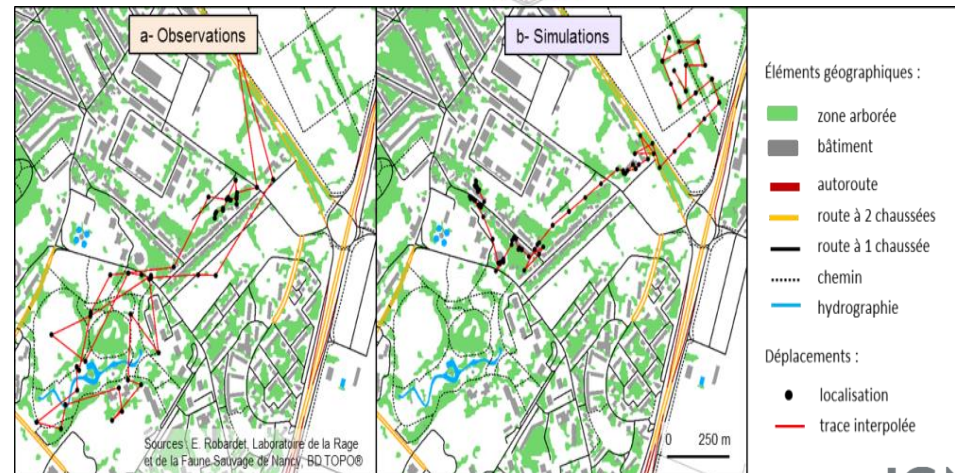 a- Observations
b- Simulations
Éléments géographiques :
zone arborée
bâtiment
autoroute
route à 2 chaussées
route à 1 chaussée
chemin
hydrographie
Déplacements :
localisation
trace interpolée
Sources : E. Robardet, Laboratoire de la Rage
et de la Faune Sauvage de Nancy, BD TOPO®
0 250 m